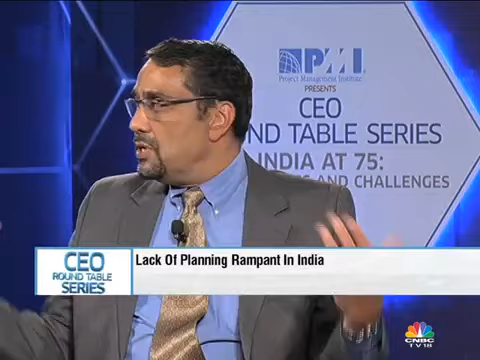 PMI
Project Management Institute
PRESENTS
CEO
ROUND TABLE SERIES
INDIA AT 75:
AND CHALLENGES
CEO
ROUND TABLE
SERIES
Lack Of Planning Rampant In India
CNBC
TV18